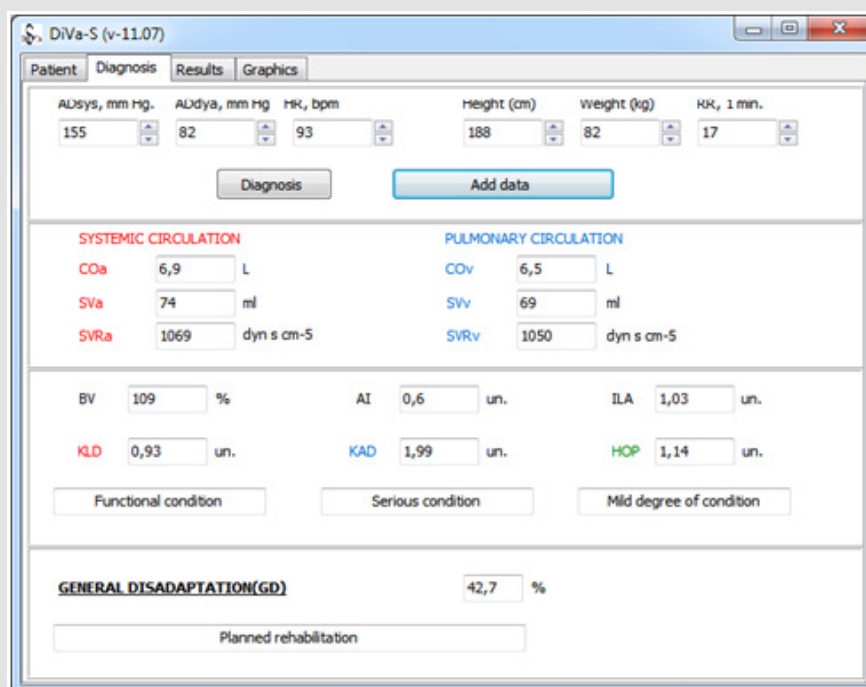 DiVa-S (v-11.07)
Patient Diagnosis Results Graphics
ADsys, mm Hg. ADdya, mm Hg HR, bpm Height (cm) Weight (kg) RR, 1 min.
155 82 93 188 82 17
Diagnosis Add data
SYSTEMIC CIRCULATION PULMONARY CIRCULATION
COa 6,9 L COv 6,5 L
SVa 74 ml SVv 69 ml
SVRa 1069 dyn s cm-5 SVRv 1050 dyn s cm-5
BV 109 % AI 0,6 un. ILA 1,03 un.
KLD 0,93 un. KAD 1,99 un. HOP 1,14 un.
Functional condition Serious condition Mild degree of condition
GENERAL DISADAPTATION(GD) 42,7 %
Planned rehabilitation